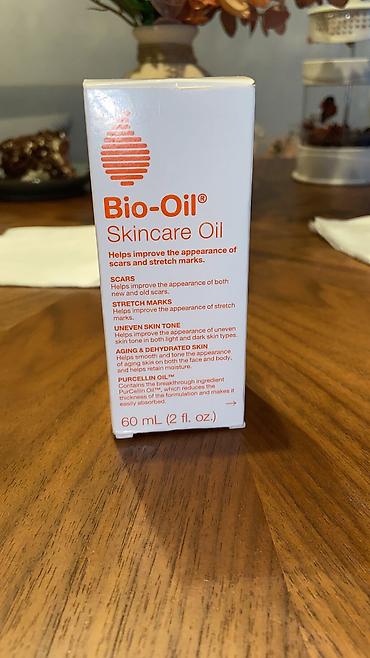 Bio-Oil®
Skincare Oil
Helps improve the appearance of
scars and stretch marks.
SCARS
Helps improve the appearance of both
new and old scars.
STRETCH MARKS
Helps improve the appearance of stretch
marks.
UNEVEN SKIN TONE
Helps improve the appearance of uneven
skin tone in both light and dark skin types.
AGING & DEHYDRATED SKIN
Helps smooth and tone the appearance
of aging skin on both the face and body,
and helps retain moisture.
PURCELLIN OIL™
Contains the breakthrough ingredient
PurCellin Oil™, which reduces the
thickness of the formulation and makes it
easily absorbed.
→
60 mL (2 fl. oz.)